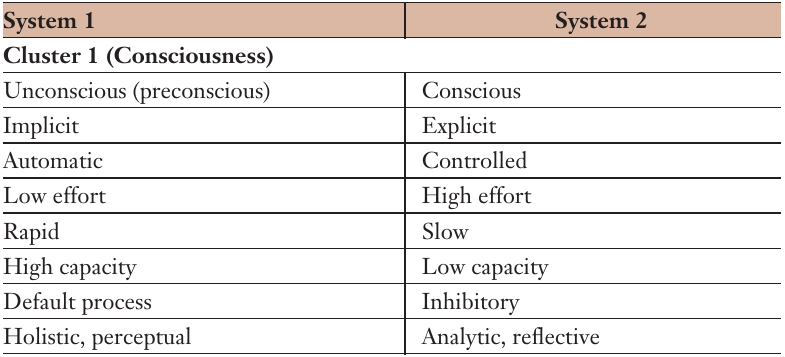 System 1 System 2
Cluster 1 (Consciousness)
Unconscious (preconscious) Conscious
Implicit Explicit
Automatic Controlled
Low effort High effort
Rapid Slow
High capacity Low capacity
Default process Inhibitory
Holistic, perceptual Analytic, reflective